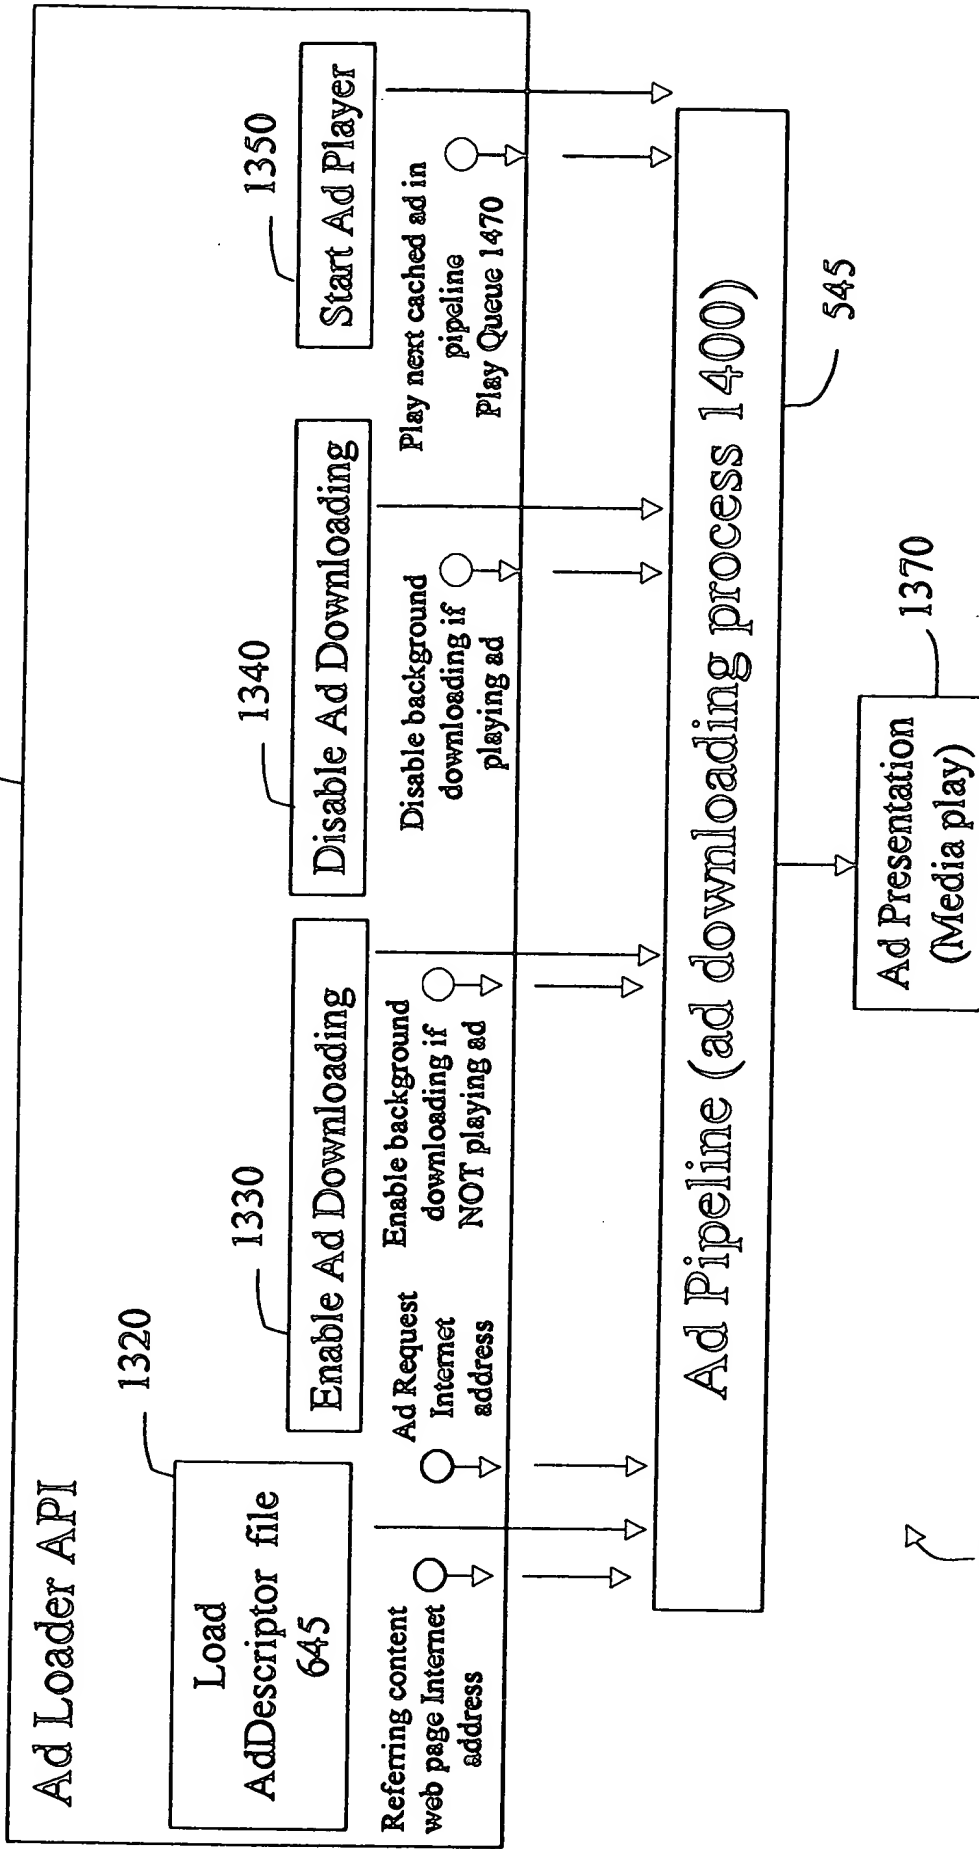 Ad Loader API
1320
Load
AdDescriptor file
645
Referring content
web page Internet
address
Ad Request
Internet
address
1330
Enable Ad Downloading
Enable background
downloading if
NOT playing ad
1340
Disable Ad Downloading
Disable background
downloading if
playing ad
1350
Start Ad Player
Play next cached ad in
pipeline
Play Queue 1470
Ad Pipeline (ad downloading process 1400)
545
Ad Presentation
(Media play)
1370